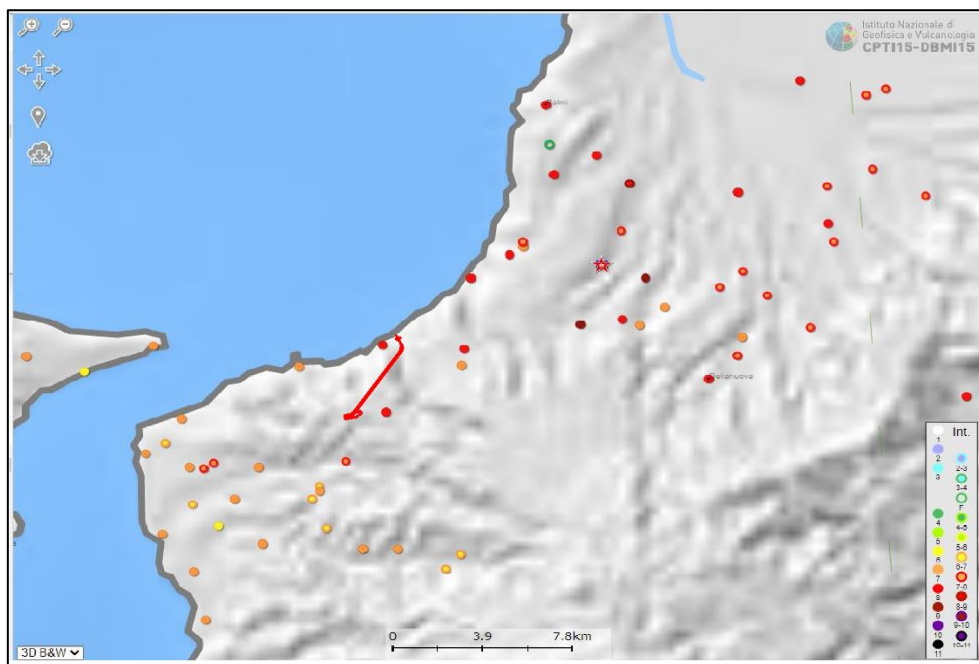 Istituto Nazionale di
Geofisica e Vulcanologia
CPTI15-DBMI15
Palmi
Delianuova
Int.
1
2
2-3
3
3-4
F
4
4-5
5
5-6
6
6-7
7
7-8
8
8-9
9
9-10
10
10-11
11
0 3.9 7.8km
3D B&W